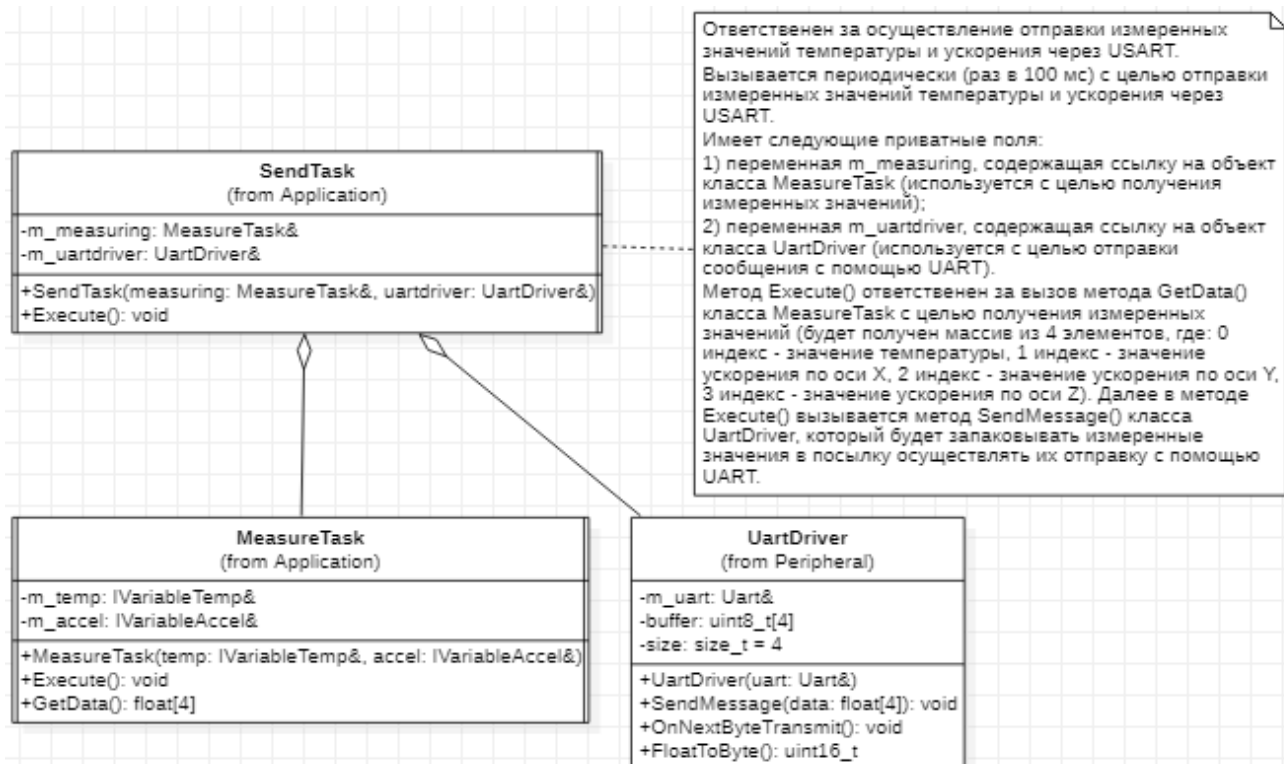 Ответственен за осуществление отправки измеренных
значений температуры и ускорения через USART.
Вызывается периодически (раз в 100 мс) с целью отправки
измеренных значений температуры и ускорения через
USART.
Имеет следующие приватные поля:
1) переменная m_measuring, содержащая ссылку на объект
класса MeasureTask (используется с целью получения
измеренных значений);
2) переменная m_uartdriver, содержащая ссылку на объект
класса UartDriver (используется с целью отправки
сообщения с помощью UART).
Метод Execute() ответственен за вызов метода GetData()
класса MeasureTask с целью получения измеренных
значений (будет получен массив из 4 элементов, где: 0
индекс - значение температуры, 1 индекс - значение
ускорения по оси X, 2 индекс - значение ускорения по оси Y,
3 индекс - значение ускорения по оси Z). Далее в методе
Execute() вызывается метод SendMessage() класса
UartDriver, который будет запаковывать измеренные
значения в посылку осуществлять их отправку с помощью
UART.
SendTask
(from Application)
-m_measuring: MeasureTask&
-m_uartdriver: UartDriver&
+SendTask(measuring: MeasureTask&, uartdriver: UartDriver&)
+Execute(): void
MeasureTask
(from Application)
-m_temp: IVariableTemp&
-m_accel: IVariableAccel&
+MeasureTask(temp: IVariableTemp&, accel: IVariableAccel&)
+Execute(): void
+GetData(): float[4]
UartDriver
(from Peripheral)
-m_uart: Uart&
-buffer: uint8_t[4]
-size: size_t = 4
+UartDriver(uart: Uart&)
+SendMessage(data: float[4]): void
+OnNextByteTransmit(): void
+FloatToByte(): uint16_t